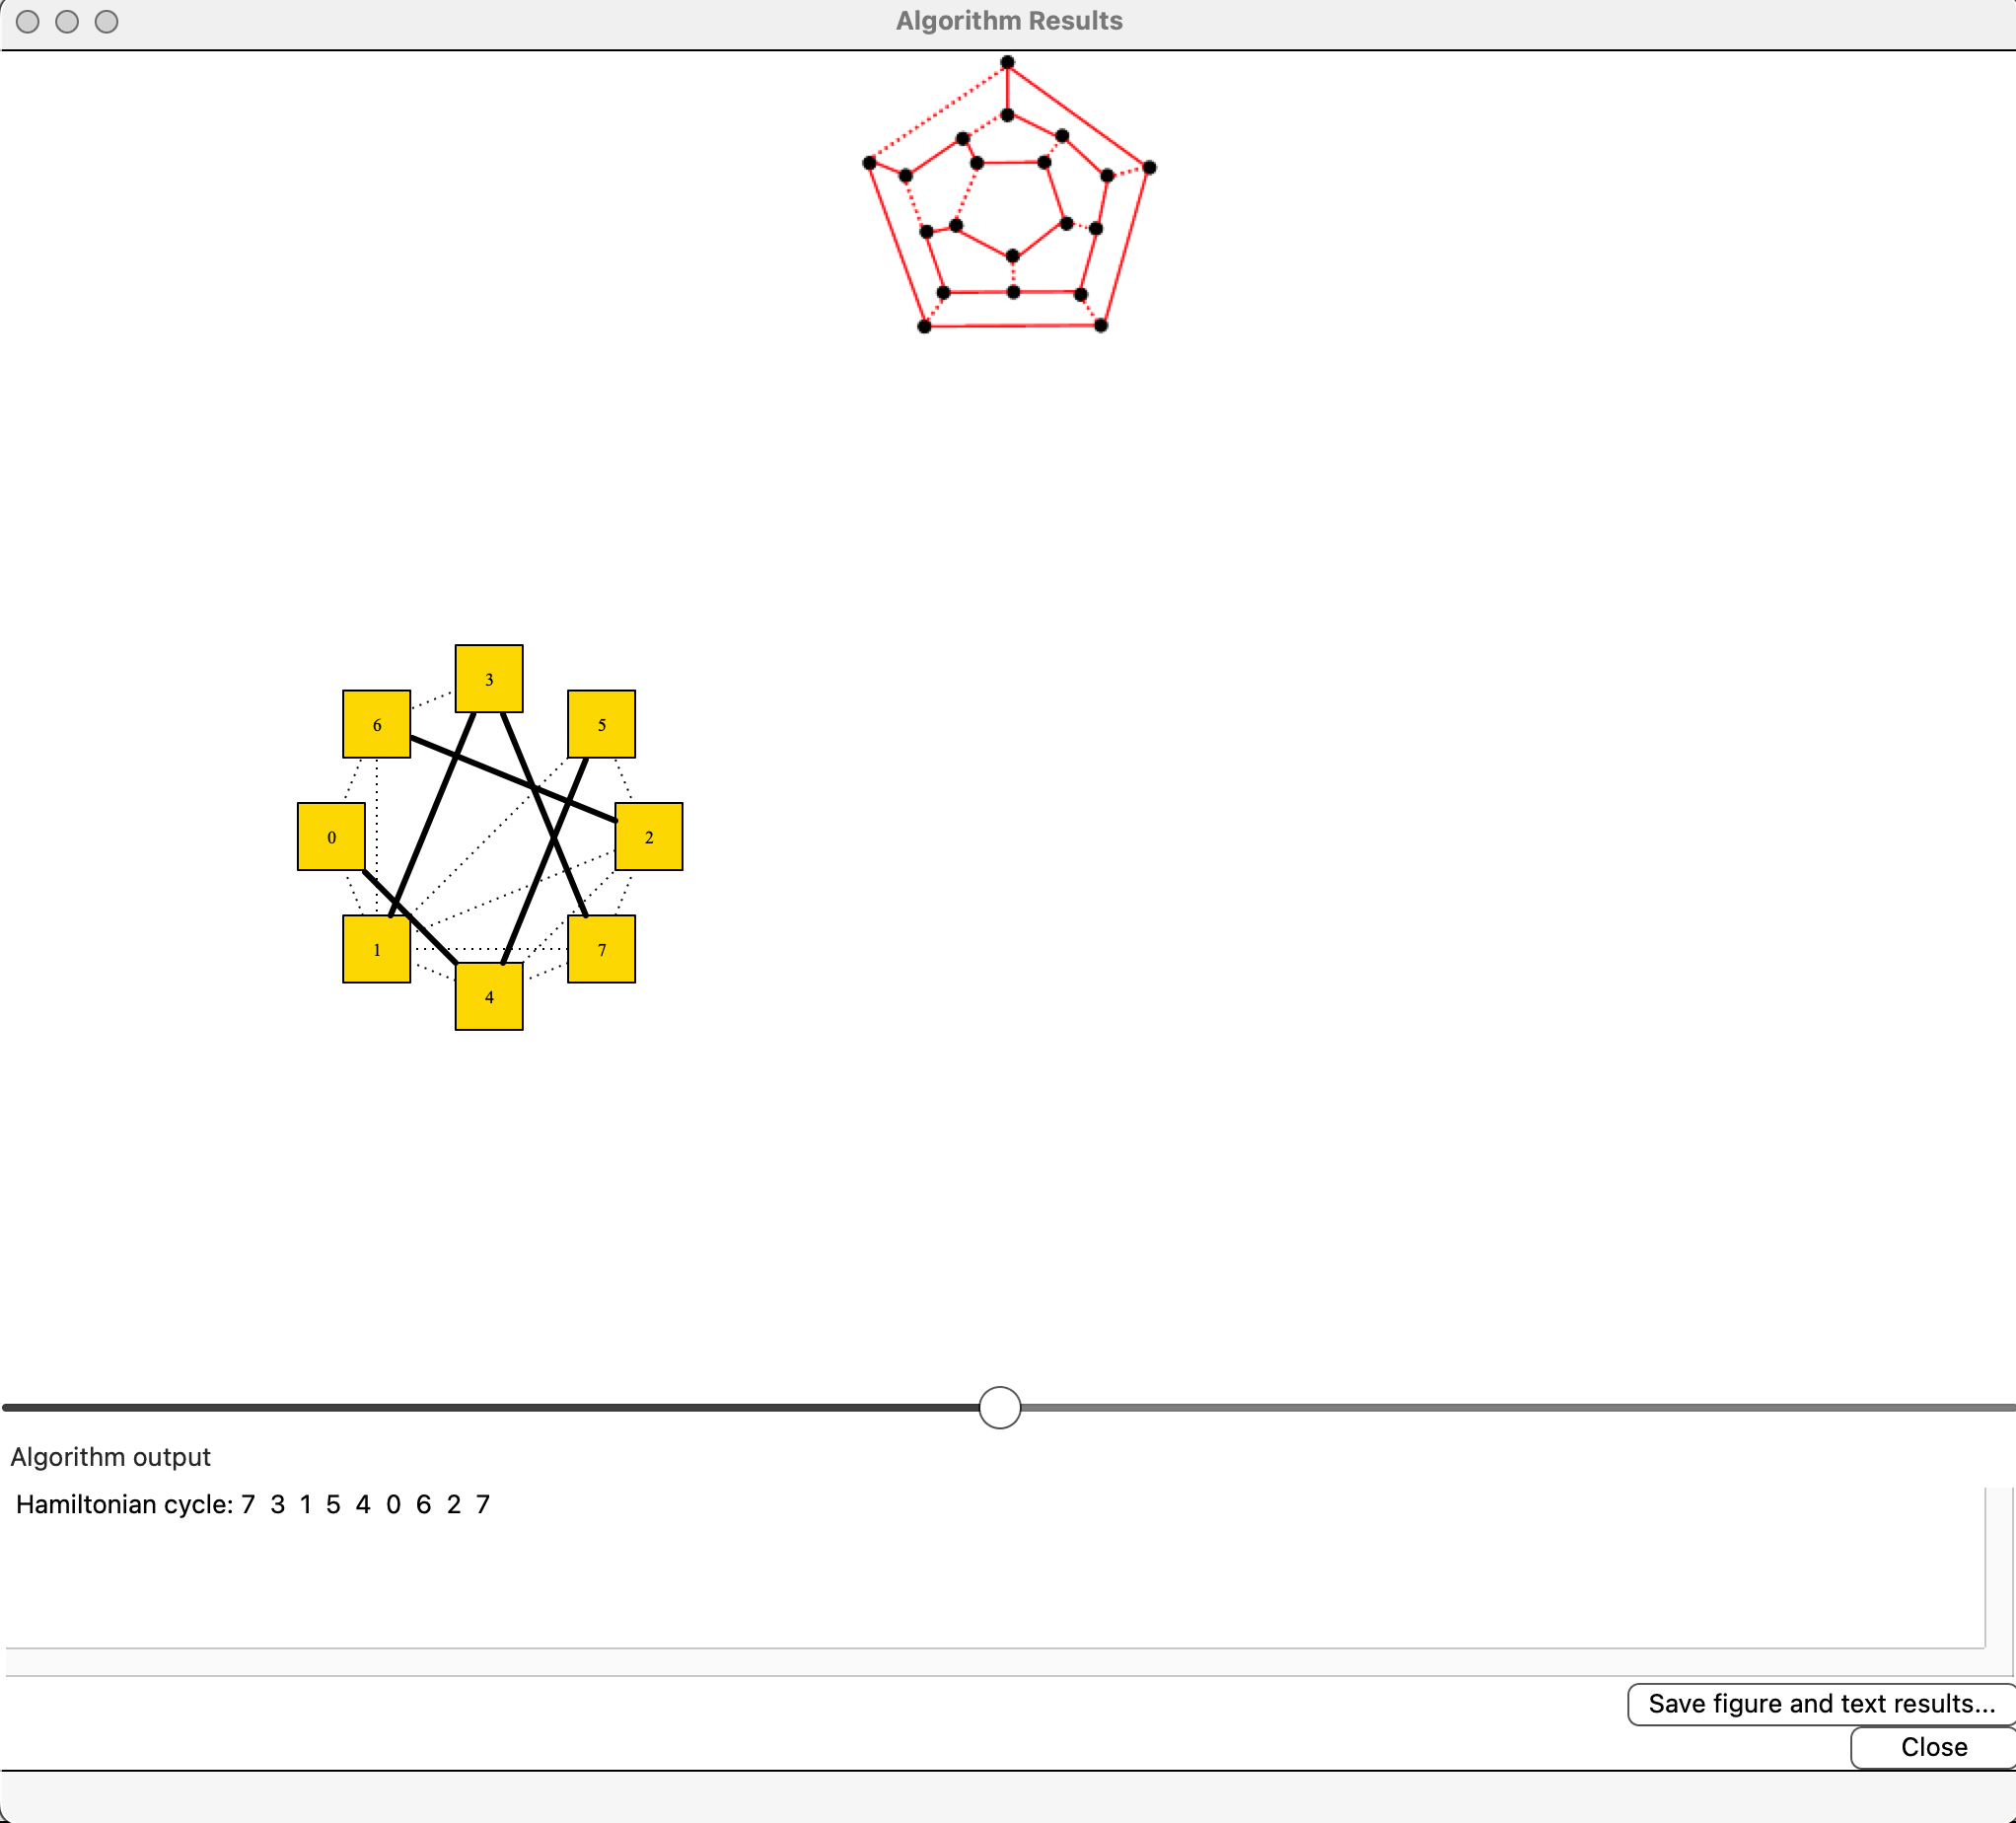 Algorithm Results
3
6
5
0
2
1
7
4
Algorithm output
Hamiltonian cycle: 7 3 1 5 4 0 6 2 7
Save figure and text results...
Close